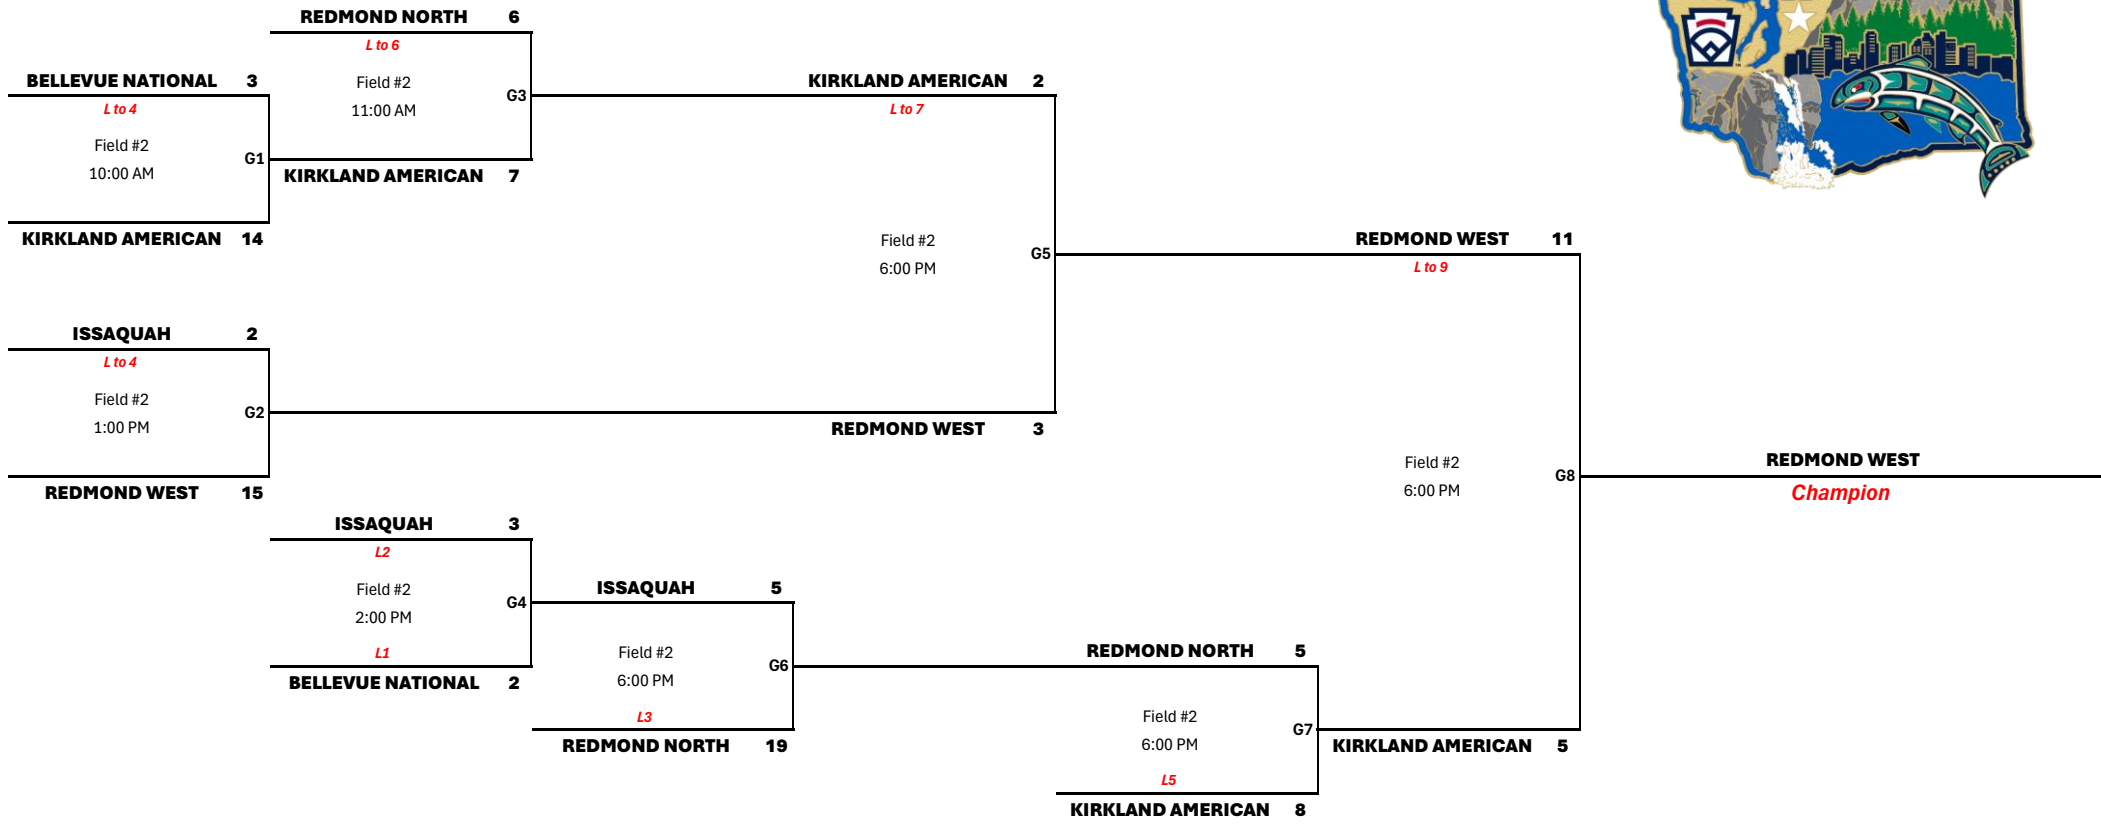 REDMOND NORTH 6
L to 6
Field #2
11:00 AM
G3
KIRKLAND AMERICAN 7
BELLEVUE NATIONAL 3
L to 4
Field #2
10:00 AM
G1
KIRKLAND AMERICAN 14
KIRKLAND AMERICAN 2
L to 7
Field #2
6:00 PM
G5
REDMOND WEST 3
ISSAQUAH 2
L to 4
Field #2
1:00 PM
G2
REDMOND WEST 15
REDMOND WEST 11
L to 9
Field #2
6:00 PM
G8
REDMOND WEST
Champion
ISSAQUAH 3
L2
Field #2
2:00 PM
G4
L1
BELLEVUE NATIONAL 2
ISSAQUAH 5
Field #2
6:00 PM
G6
L3
REDMOND NORTH 19
REDMOND NORTH 5
Field #2
6:00 PM
G7
L5
KIRKLAND AMERICAN 8
KIRKLAND AMERICAN 5